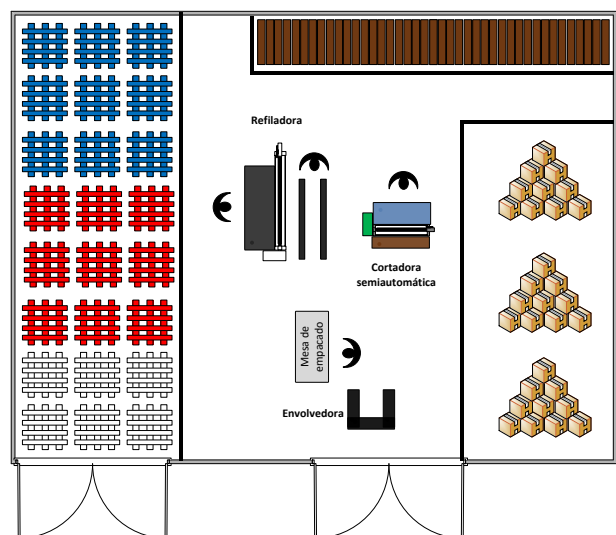 Refiladora
Cortadora
semiautomática
Mesa de
empacado
Envolvedora